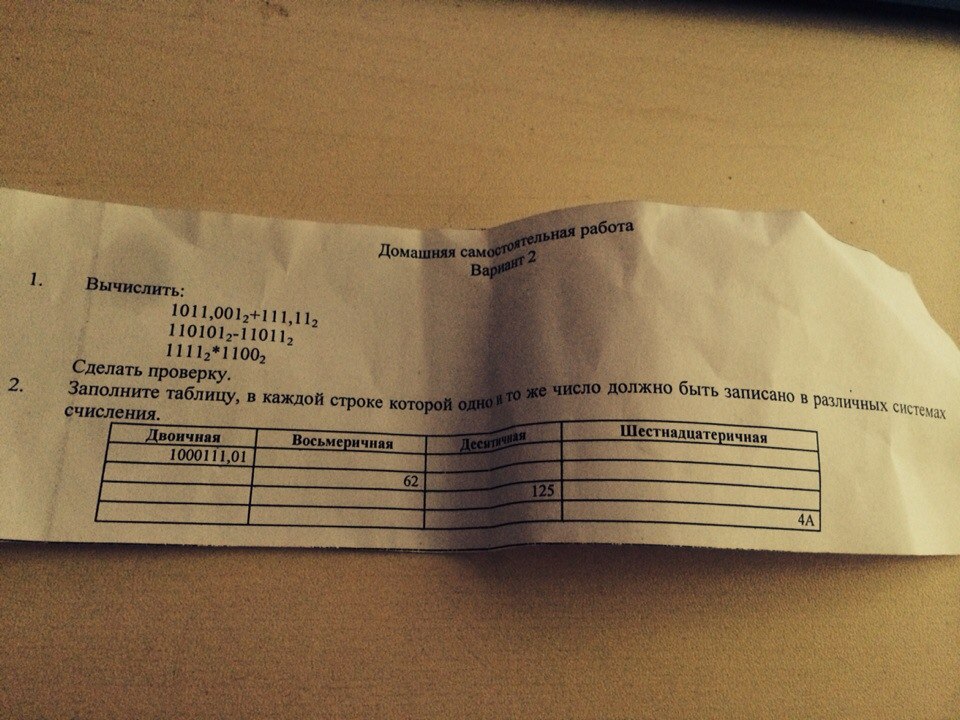 Домашняя самостоятельная работа
Вариант 2
1. Вычислить:
1011,001₂+111,11₂
110101₂-11011₂
1111₂*1100₂
Сделать проверку.
2. Заполните таблицу, в каждой строке которой одно и то же число должно быть записано в различных системах
счисления.
Двоичная Восьмеричная Десятичная Шестнадцатеричная
1000111,01
62
125
4A